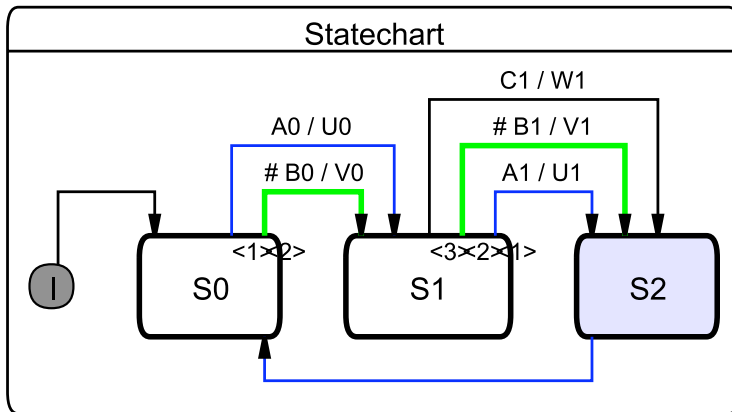 Statechart
C1 / W1
A0 / U0
# B1 / V1
# B0 / V0
A1 / U1
<1><2>
<3><2><1>
I
S0
S1
S2